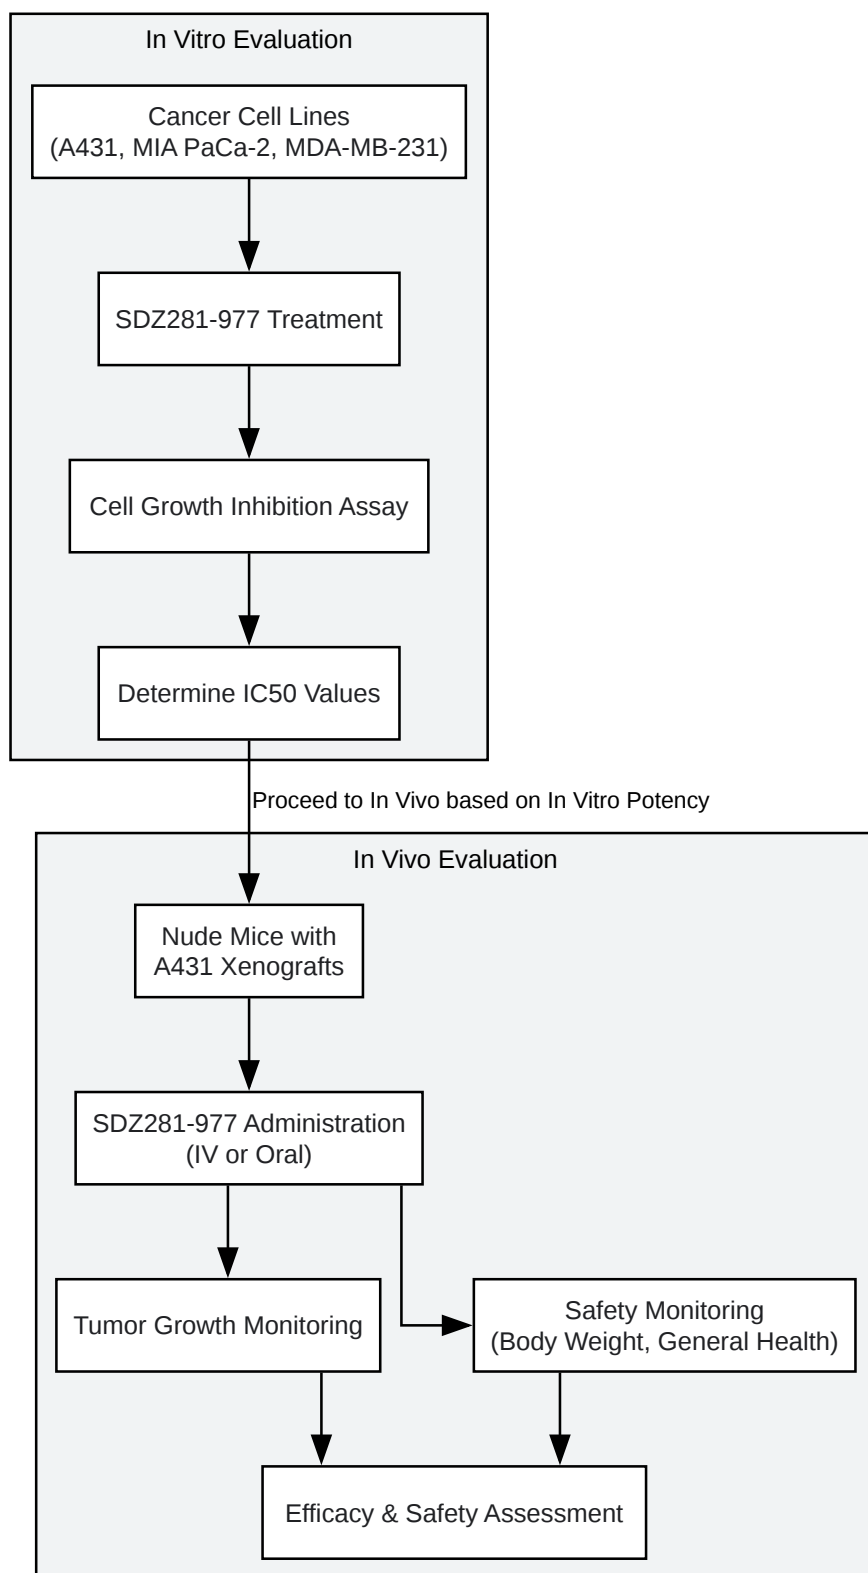 In Vitro Evaluation
Cancer Cell Lines
(A431, MIA PaCa-2, MDA-MB-231)
SDZ281-977 Treatment
Cell Growth Inhibition Assay
Determine IC50 Values
Proceed to In Vivo based on In Vitro Potency
In Vivo Evaluation
Nude Mice with
A431 Xenografts
SDZ281-977 Administration
(IV or Oral)
Tumor Growth Monitoring
Safety Monitoring
(Body Weight, General Health)
Efficacy & Safety Assessment